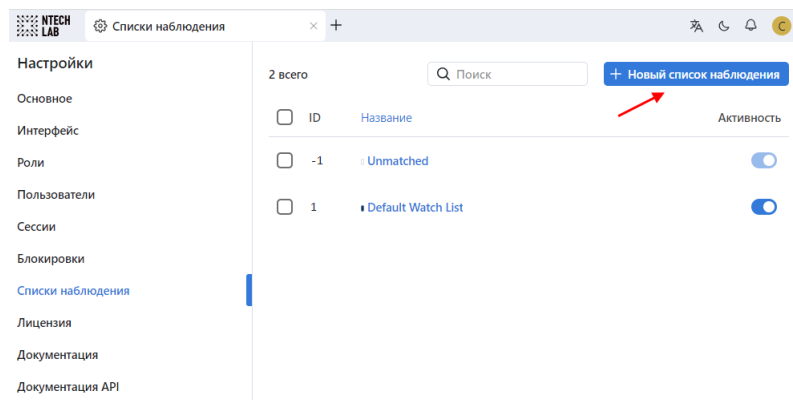 NTECH LAB
Списки наблюдения
C
Настройки
Основное
Интерфейс
Роли
Пользователи
Сессии
Блокировки
Списки наблюдения
Лицензия
Документация
Документация API
2 всего
Поиск
+ Новый список наблюдения
ID Название Активность
-1 Unmatched
1 Default Watch List